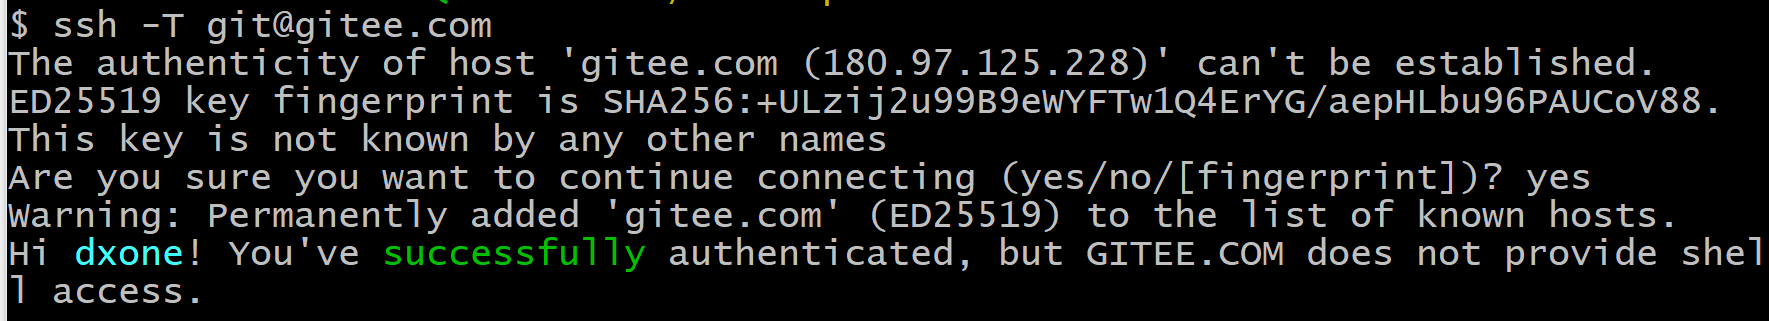 $ ssh -T git@gitee.com
The authenticity of host 'gitee.com (180.97.125.228)' can't be established.
ED25519 key fingerprint is SHA256:+ULzij2u99B9eWYFTw1Q4ErYG/aepHLbu96PAUCoV88.
This key is not known by any other names
Are you sure you want to continue connecting (yes/no/[fingerprint])? yes
Warning: Permanently added 'gitee.com' (ED25519) to the list of known hosts.
Hi dxone! You've successfully authenticated, but GITEE.COM does not provide shel
l access.